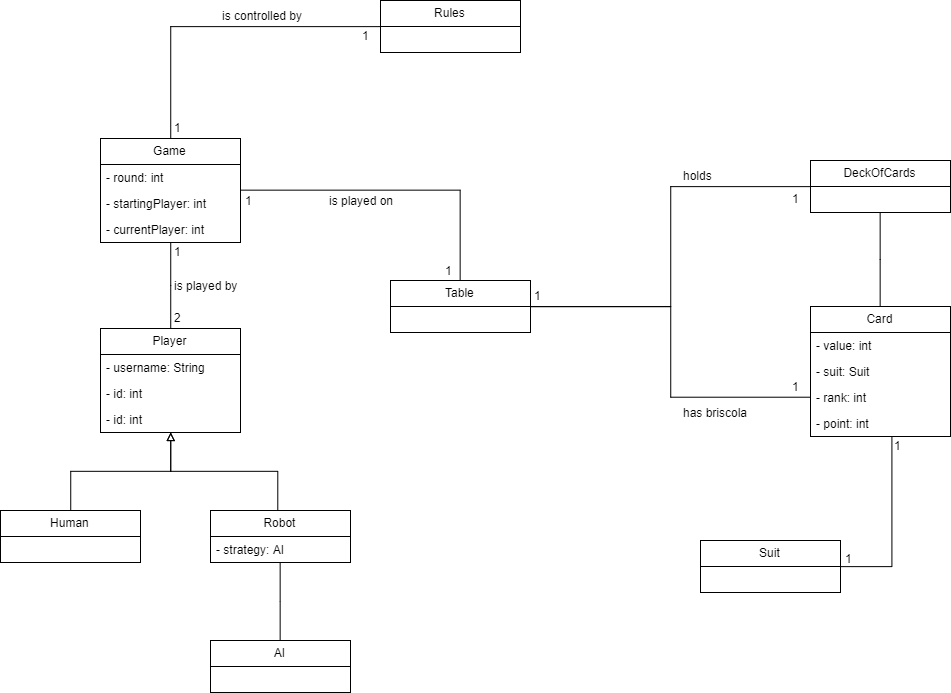 is controlled by
Rules
1
1
Game
- round: int
- startingPlayer: int
- currentPlayer: int
1
is played on
1
1
is played by
2
Player
- username: String
- id: int
- id: int
Human
Robot
- strategy: AI
AI
Table
1
holds
1
DeckOfCards
1
has briscola
Card
- value: int
- suit: Suit
- rank: int
- point: int
1
Suit
1